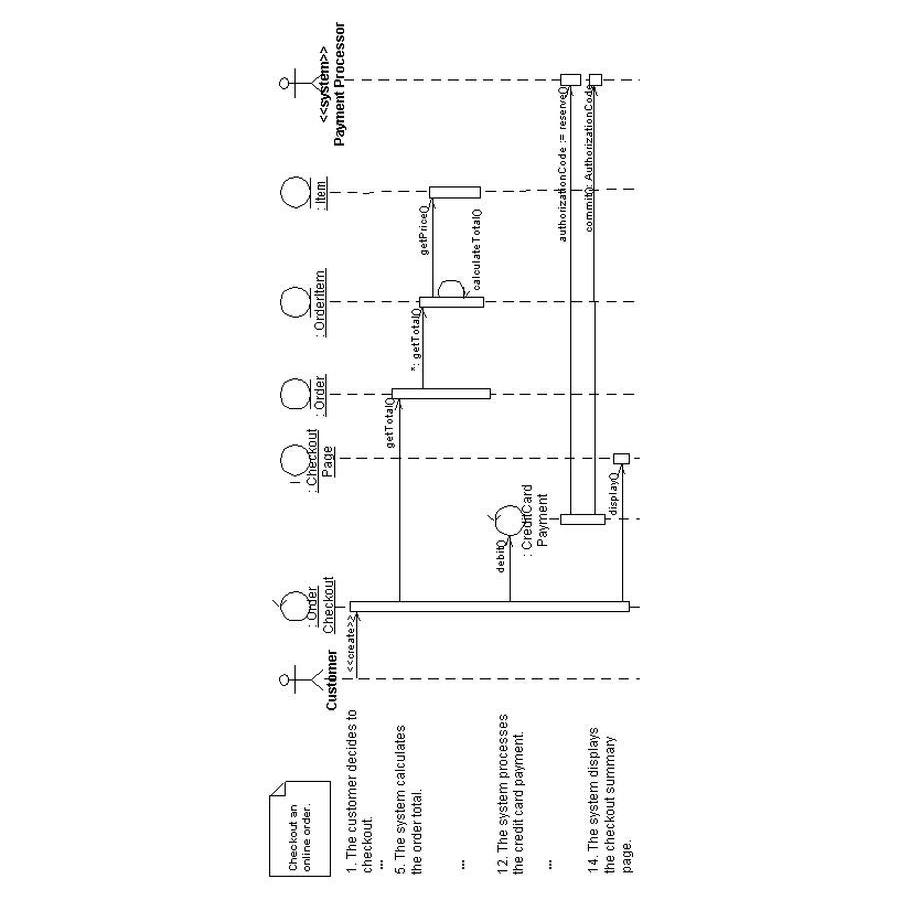 Checkout an
online order.
Customer
: Order
Checkout
: Checkout
Page
: Order
: OrderItem
: Item
<<system>>
Payment Processor
1. The customer decides to
checkout.
...
<<create>>
5. The system calculates
the order total.
...
getTotal()
*: getTotal()
getPrice()
calculateTotal()
12. The system processes
the credit card payment.
...
debit()
: CreditCard
Payment
authorizationCode := reserve()
commit(): AuthorizationCode
14. The system displays
the checkout summary
page.
display()